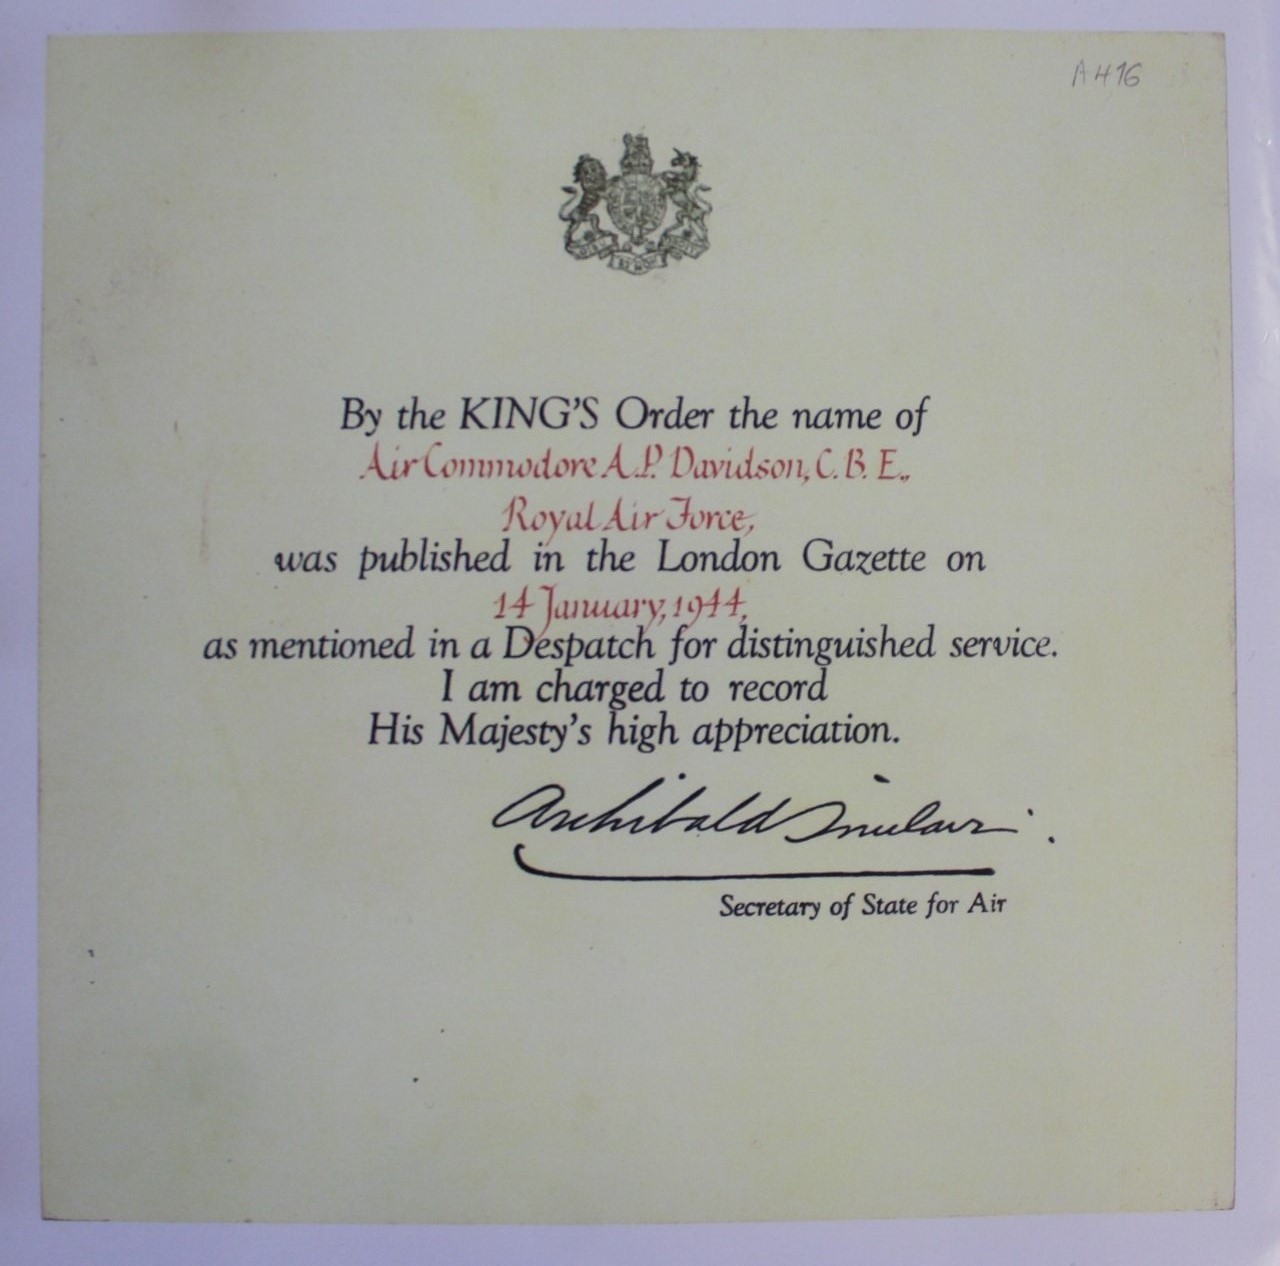 A416
By the KING'S Order the name of
Air Commodore A.P. Davidson, C.B.E.,
Royal Air Force,
was published in the London Gazette on
14 January, 1944,
as mentioned in a Despatch for distinguished service.
I am charged to record
His Majesty's high appreciation.
Archibald Sinclair.
Secretary of State for Air